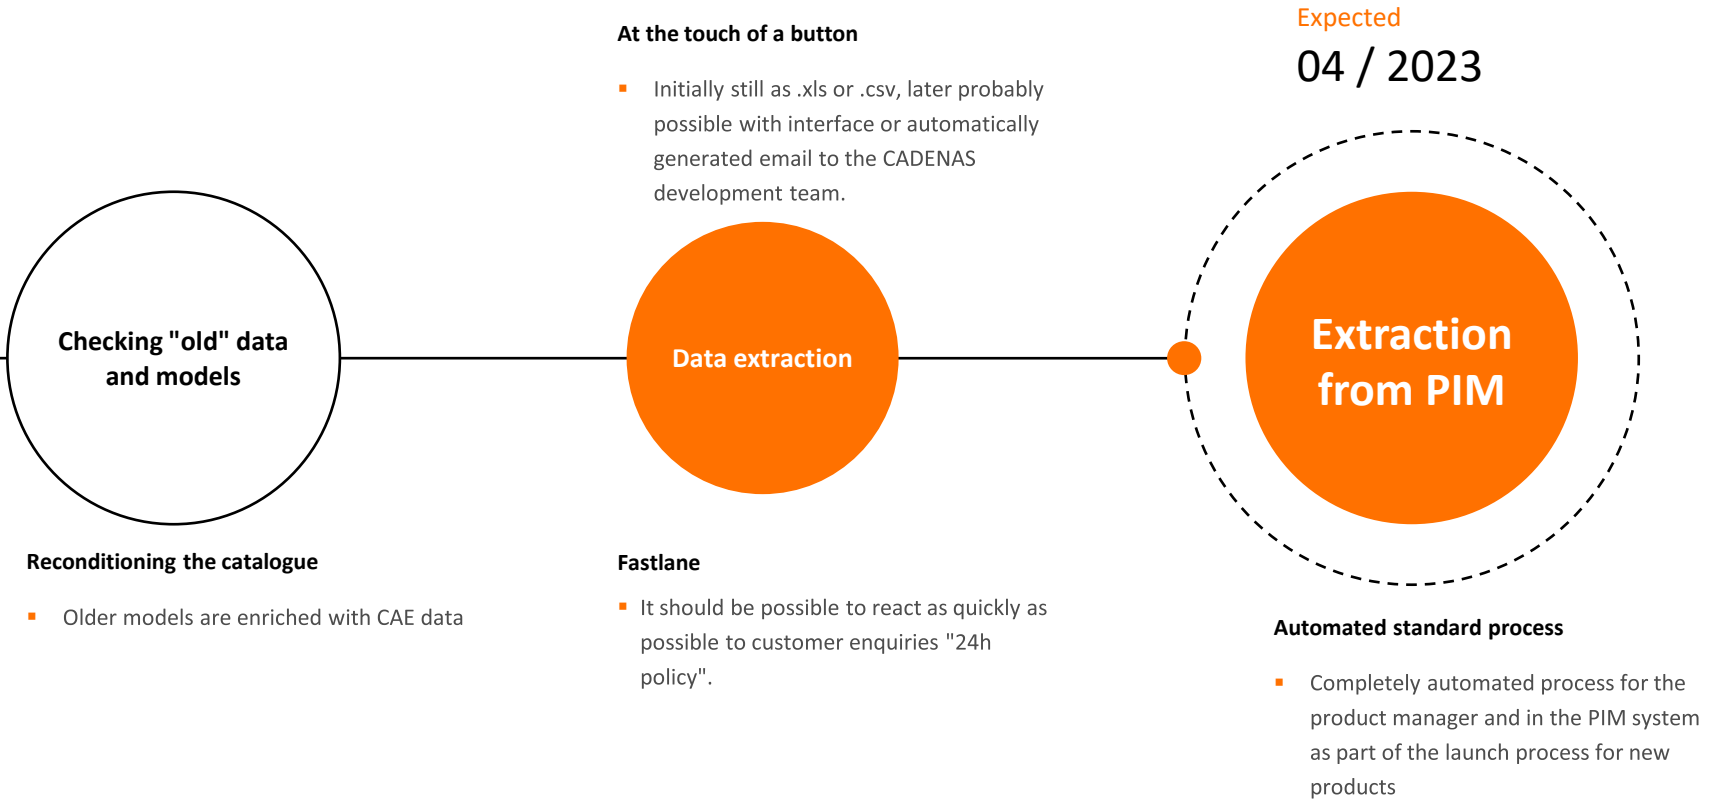 Checking "old" data
and models
Reconditioning the catalogue
▪ Older models are enriched with CAE data
At the touch of a button
▪ Initially still as .xls or .csv, later probably
possible with interface or automatically
generated email to the CADENAS
development team.
Data extraction
Fastlane
▪ It should be possible to react as quickly as
possible to customer enquiries "24h
policy".
Expected
04 / 2023
Extraction
from PIM
Automated standard process
▪ Completely automated process for the
product manager and in the PIM system
as part of the launch process for new
products